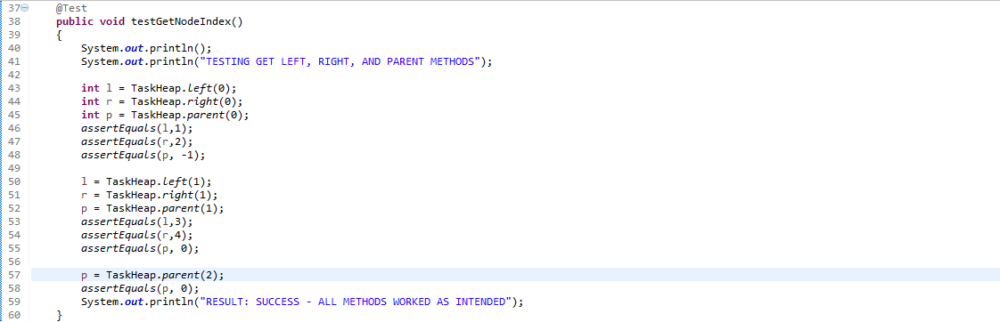 37 @Test
38 public void testGetNodeIndex()
39 {
40 System.out.println();
41 System.out.println("TESTING GET LEFT, RIGHT, AND PARENT METHODS");
42
43 int l = TaskHeap.left(0);
44 int r = TaskHeap.right(0);
45 int p = TaskHeap.parent(0);
46 assertEquals(l,1);
47 assertEquals(r,2);
48 assertEquals(p, -1);
49
50 l = TaskHeap.left(1);
51 r = TaskHeap.right(1);
52 p = TaskHeap.parent(1);
53 assertEquals(l,3);
54 assertEquals(r,4);
55 assertEquals(p, 0);
56
57 p = TaskHeap.parent(2);
58 assertEquals(p, 0);
59 System.out.println("RESULT: SUCCESS - ALL METHODS WORKED AS INTENDED");
60 }